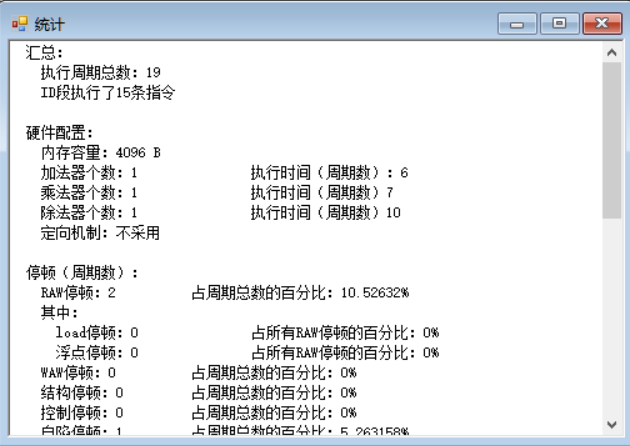 统计
汇总：
执行周期总数：19
ID段执行了15条指令
硬件配置：
内存容量：4096 B
加法器个数：1 执行时间（周期数）：6
乘法器个数：1 执行时间（周期数）7
除法器个数：1 执行时间（周期数）10
定向机制：不采用
停顿（周期数）：
RAW停顿：2 占周期总数的百分比：10.52632%
其中：
load停顿：0 占所有RAW停顿的百分比：0%
浮点停顿：0 占所有RAW停顿的百分比：0%
WAW停顿：0 占周期总数的百分比：0%
结构停顿：0 占周期总数的百分比：0%
控制停顿：0 占周期总数的百分比：0%
自陷停顿：1 占周期总数的百分比：5.263158%